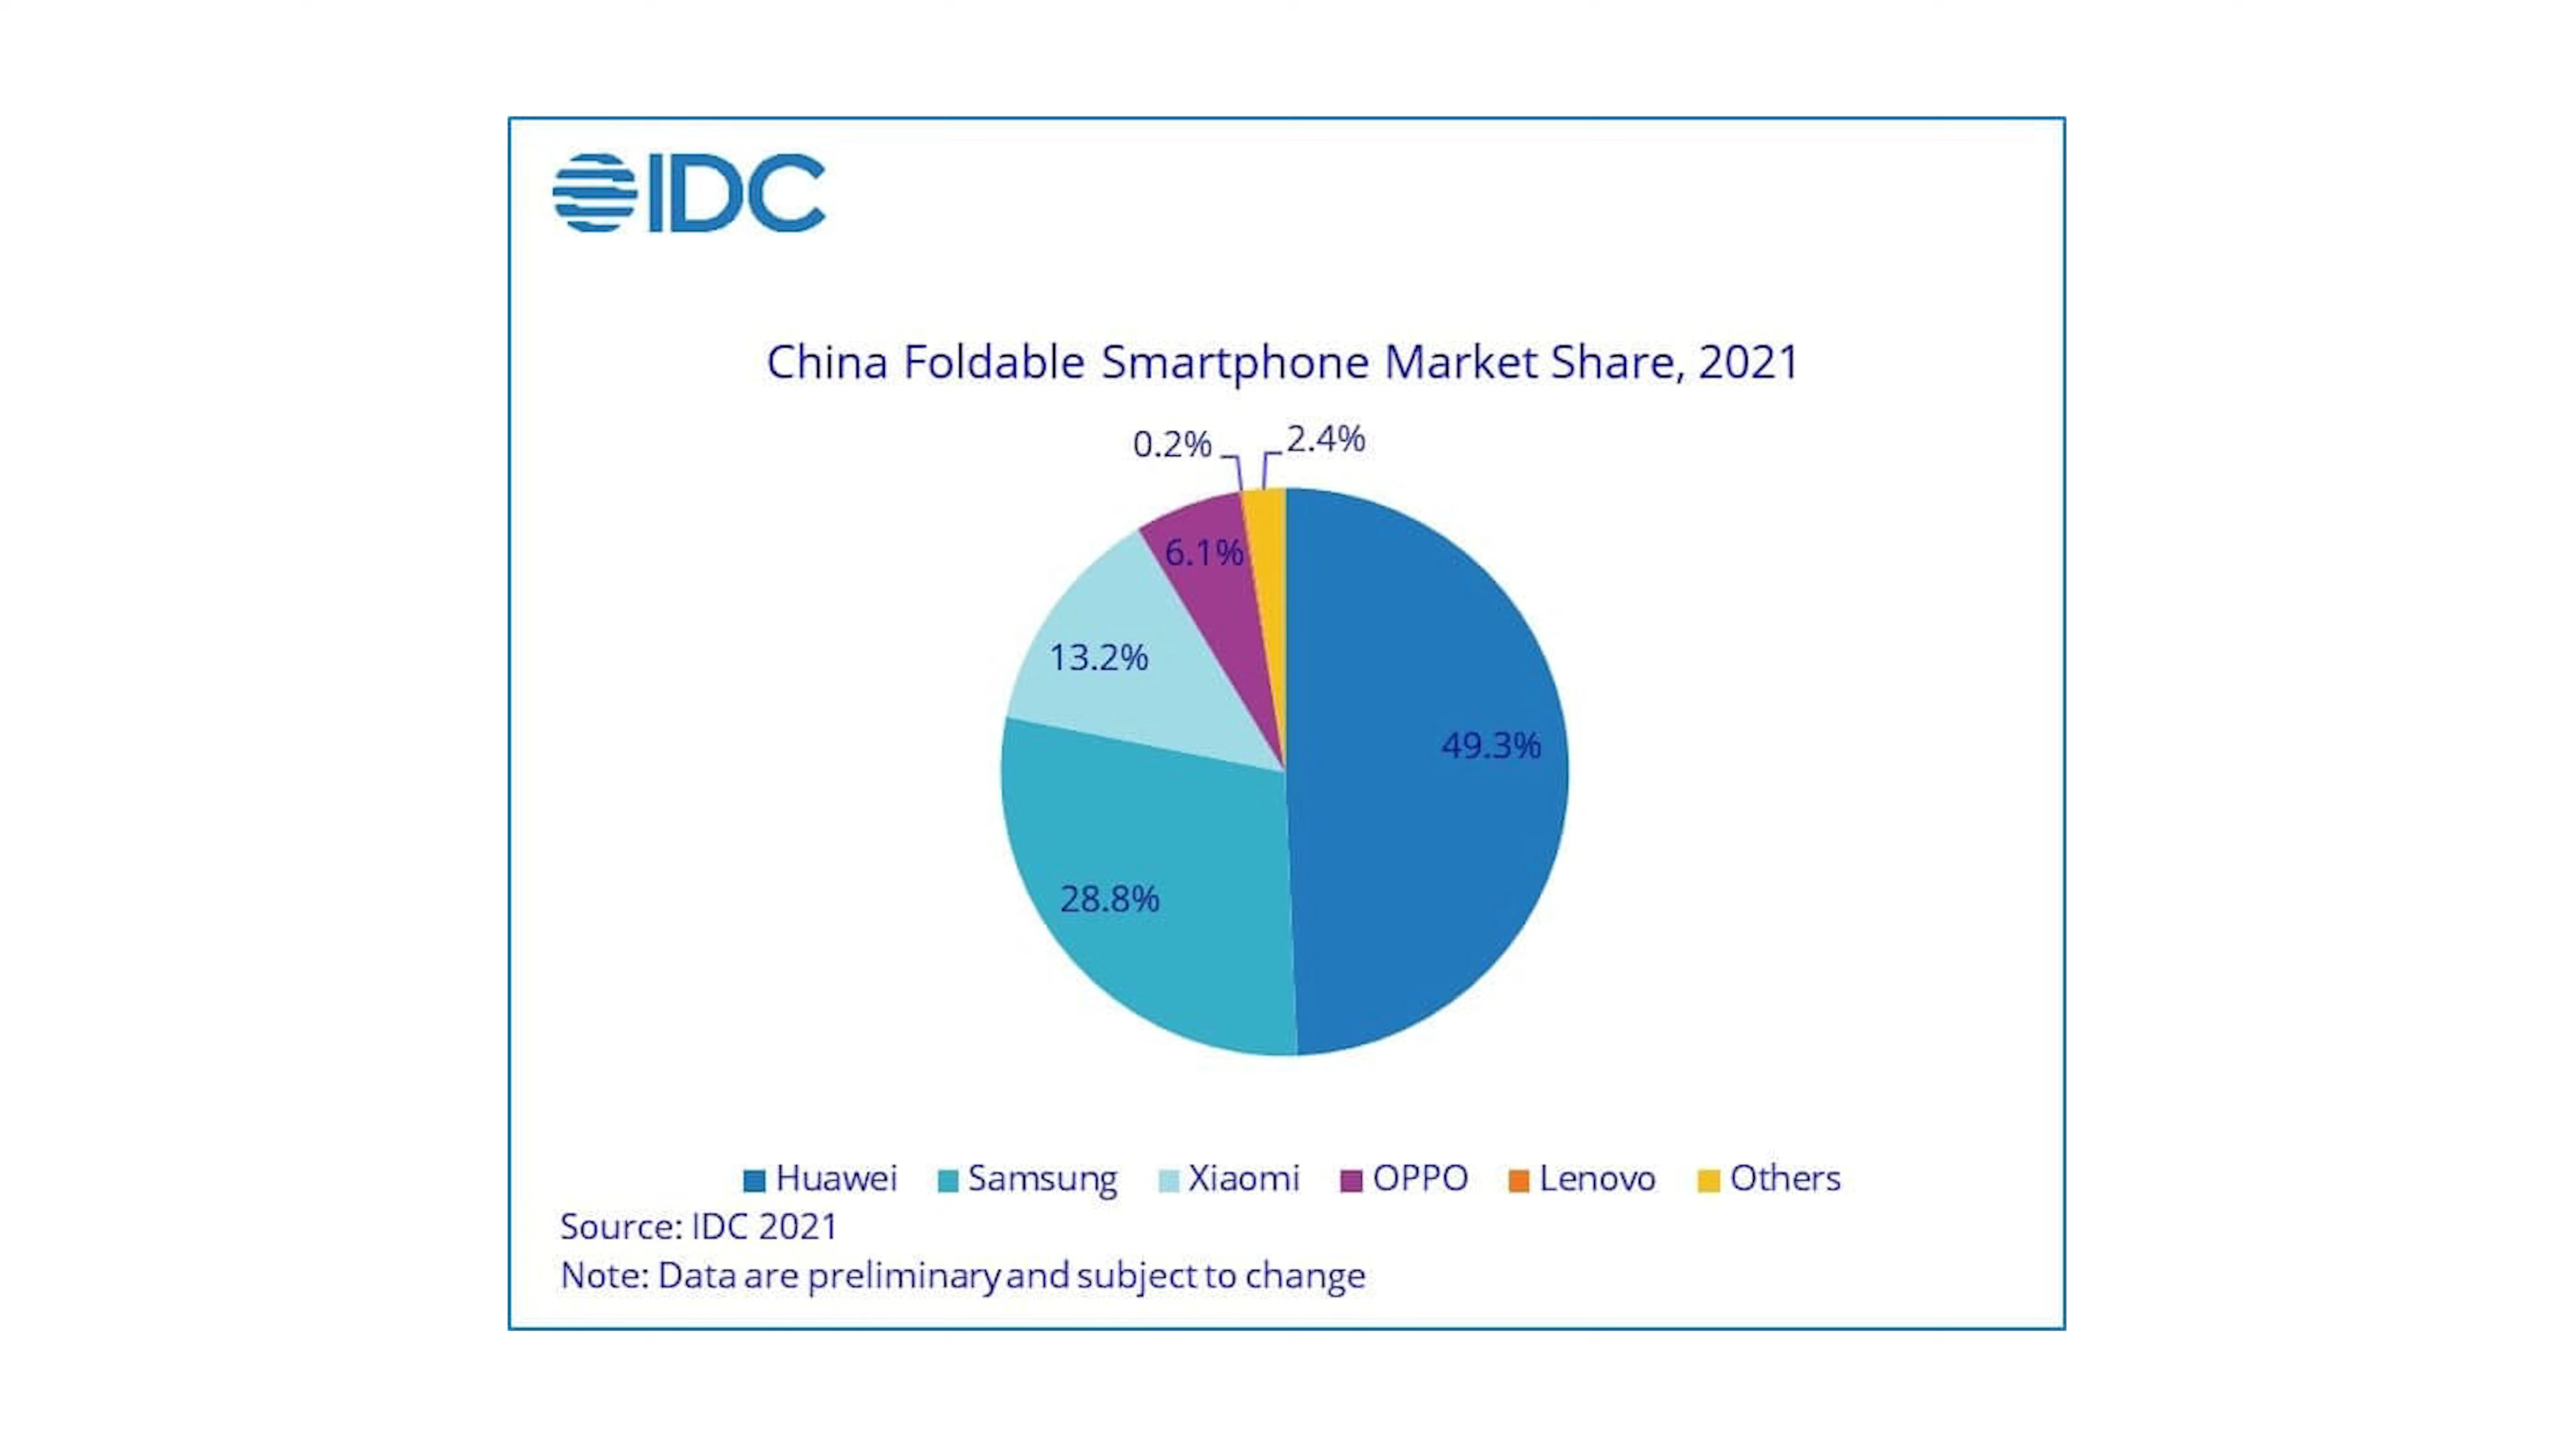 IDC
China Foldable Smartphone Market Share, 2021
0.2%
2.4%
6.1%
13.2%
49.3%
28.8%
Huawei Samsung Xiaomi OPPO Lenovo Others
Source: IDC 2021
Note: Data are preliminary and subject to change